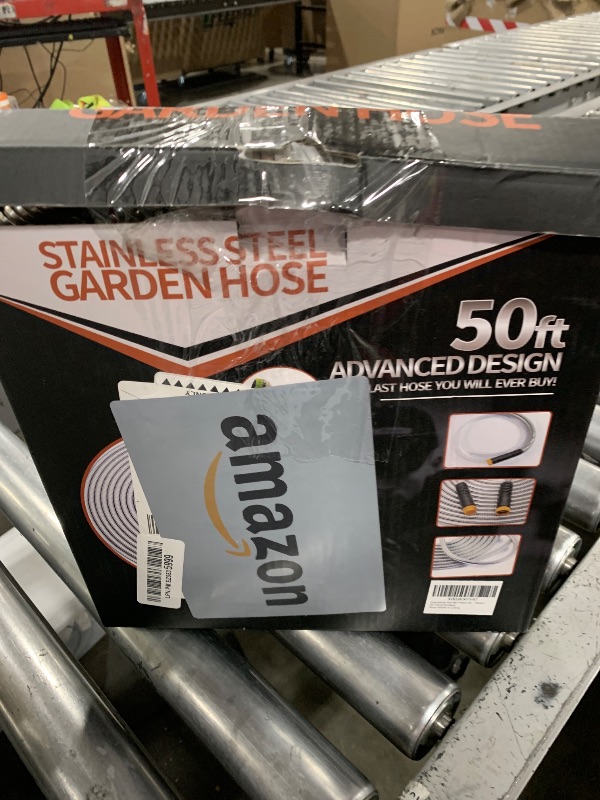 GARDEN HOSE
STAINLESS STEEL
GARDEN HOSE
50ft
ADVANCED DESIGN
LAST HOSE YOU WILL EVER BUY!
amazon